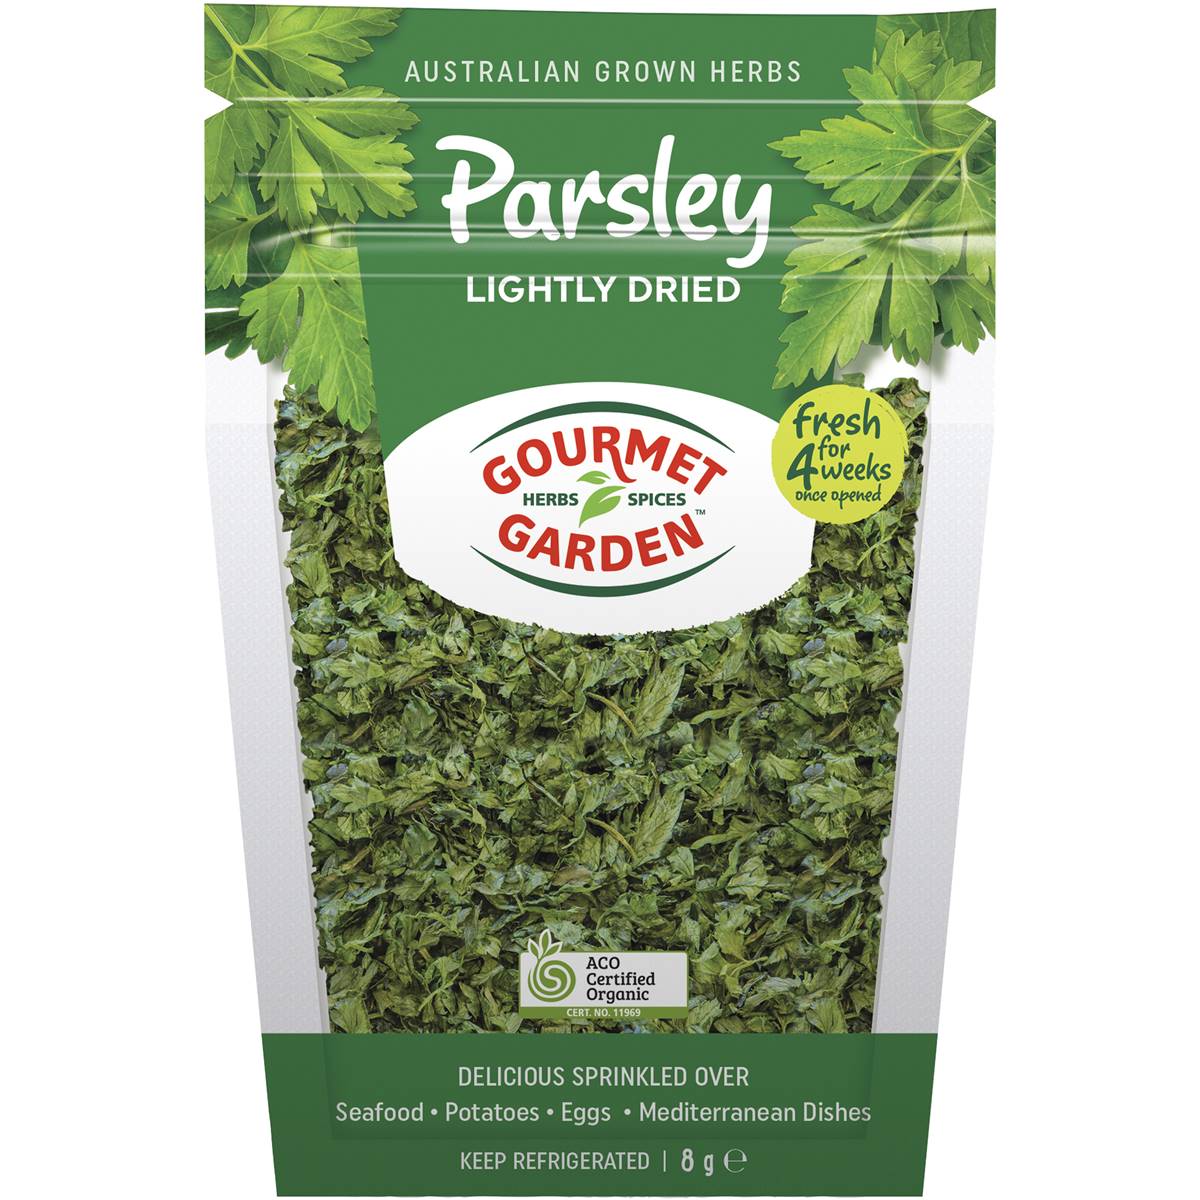 AUSTRALIAN GROWN HERBS
Parsley
LIGHTLY DRIED
GOURMET
HERBS SPICES
GARDEN™
fresh
for
4 weeks
once opened
ACO
Certified
Organic
CERT. NO. 11969
DELICIOUS SPRINKLED OVER
Seafood • Potatoes • Eggs • Mediterranean Dishes
KEEP REFRIGERATED | 8 g ℮